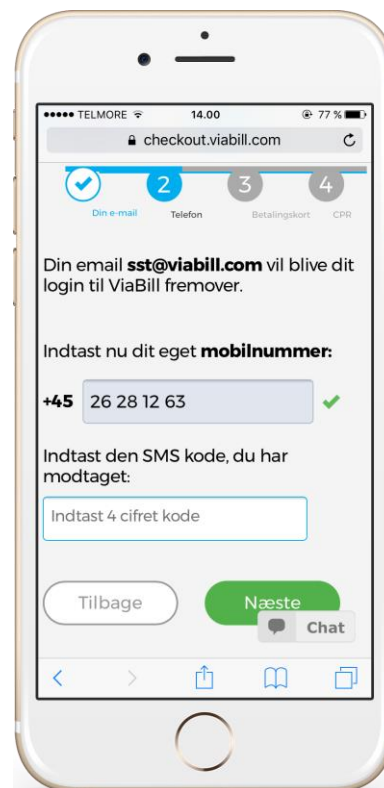 ●●●●● TELMORE 14.00 77 %
checkout.viabill.com
2 3 4
Din e-mail Telefon Betalingskort CPR
Din email sst@viabill.com vil blive dit
login til ViaBill fremover.
Indtast nu dit eget mobilnummer:
+45 26 28 12 63
Indtast den SMS kode, du har
modtaget:
Indtast 4 cifret kode
Tilbage Næste
Chat